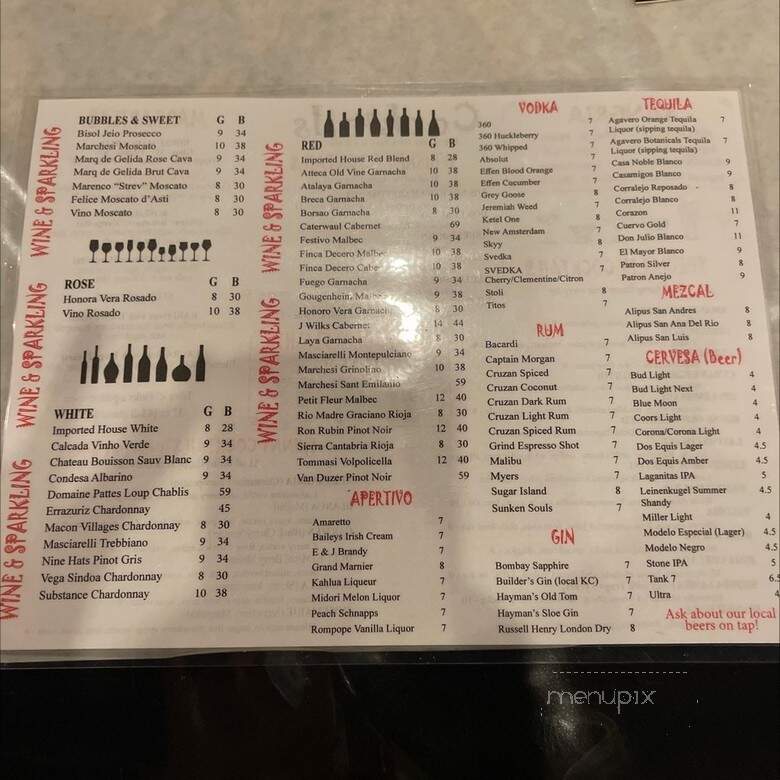 WINE & SPARKLING
WINE & SPARKLING
WINE & SPARKLING
BUBBLES & SWEET G B
Bisol Jeio Prosecco 9 34
Marchesi Moscato 10 38
Marq de Gelida Rose Cava 9 34
Marq de Gelida Brut Cava 9 34
Marenco “Strev” Moscato 8 30
Felice Moscato d’Asti 8 30
Vino Moscato 8 30
ROSE G B
Honora Vera Rosado 8 30
Vino Rosado 10 38
WHITE G B
Imported House White 8 28
Calcada Vinho Verde 9 34
Chateau Bouisson Sauv Blanc 9 34
Condesa Albarino 9 34
Domaine Pattes Loup Chablis 59
Errazuriz Chardonnay 45
Macon Villages Chardonnay 8 30
Masciarelli Trebbiano 9 34
Nine Hats Pinot Gris 9 34
Vega Sindoa Chardonnay 8 30
Substance Chardonnay 10 38
WINE & SPARKLING
WINE & SPARKLING
RED G B
Imported House Red Blend 8 28
Atteca Old Vine Garnacha 10 38
Atalaya Garnacha 10 38
Breca Garnacha 10 38
Borsao Garnacha 8 30
Caterwaul Cabernet 69
Festivo Malbec 9 34
Finca Decero Malbec 10 38
Finca Decero Cabe 10 38
Fuego Garnacha 9 34
Gougenheim, Malbec 9 38
Honoro Vera Garnacha 8 30
J Wilks Cabernet 14 44
Laya Garnacha 8 30
Masciarelli Montepulciano 9 34
Marchesi Grinolino 10 38
Marchesi Sant Emilanio 59
Petit Fleur Malbec 12 40
Rio Madre Graciano Rioja 8 30
Ron Rubin Pinot Noir 12 40
Sierra Cantabria Rioja 8 30
Tommasi Volpolicella 12 40
Van Duzer Pinot Noir 59
APERTIVO
Amaretto 7
Baileys Irish Cream 7
E & J Brandy 7
Grand Marnier 8
Kahlua Liqueur 7
Midori Melon Liquor 7
Peach Schnapps 7
Rompope Vanilla Liquor 7
VODKA
360 7
360 Huckleberry 7
360 Whipped 7
Absolut 7
Effen Blood Orange 7
Effen Cucumber 7
Grey Goose 8
Jeremiah Weed 7
Ketel One 8
New Amsterdam 7
Skyy 8
Svedka 7
SVEDKA 7
Cherry/Clementine/Citron
Stoli 8
Titos 7
RUM
Bacardi 7
Captain Morgan 7
Cruzan Spiced 7
Cruzan Coconut 7
Cruzan Dark Rum 7
Cruzan Light Rum 7
Cruzan Spiced Rum 7
Grind Espresso Shot 7
Malibu 7
Myers 7
Sugar Island 8
Sunken Souls 7
GIN
Bombay Sapphire 7
Builder’s Gin (local KC) 7
Hayman’s Old Tom 7
Hayman’s Sloe Gin 7
Russell Henry London Dry 8
TEQUILA
Agavero Orange Tequila 7
Liquor (sipping tequila)
Agavero Botanicals Tequila 7
Liquor (sipping tequila)
Casa Noble Blanco 9
Casamigos Blanco 9
Corralejo Reposado 8
Corralejo Blanco 8
Corazon 11
Cuervo Gold 7
Don Julio Blanco 11
El Mayor Blanco 9
Patron Silver 8
Patron Anejo 9
MEZCAL
Alipus San Andres 8
Alipus San Ana Del Rio 8
Alipus San Luis 8
CERVESA (Beer)
Bud Light 4
Bud Light Next 4
Blue Moon 4
Coors Light 4
Corona/Corona Light 4
Dos Equis Lager 4.5
Dos Equis Amber 4.5
Laganitas IPA 5
Leinenkugel Summer 4.5
Shandy
Miller Light 4
Modelo Especial (Lager) 4.5
Modelo Negro 4.5
Stone IPA 5
Tank 7 6.5
Ultra 4
Ask about our local
beers on tap!
menupix